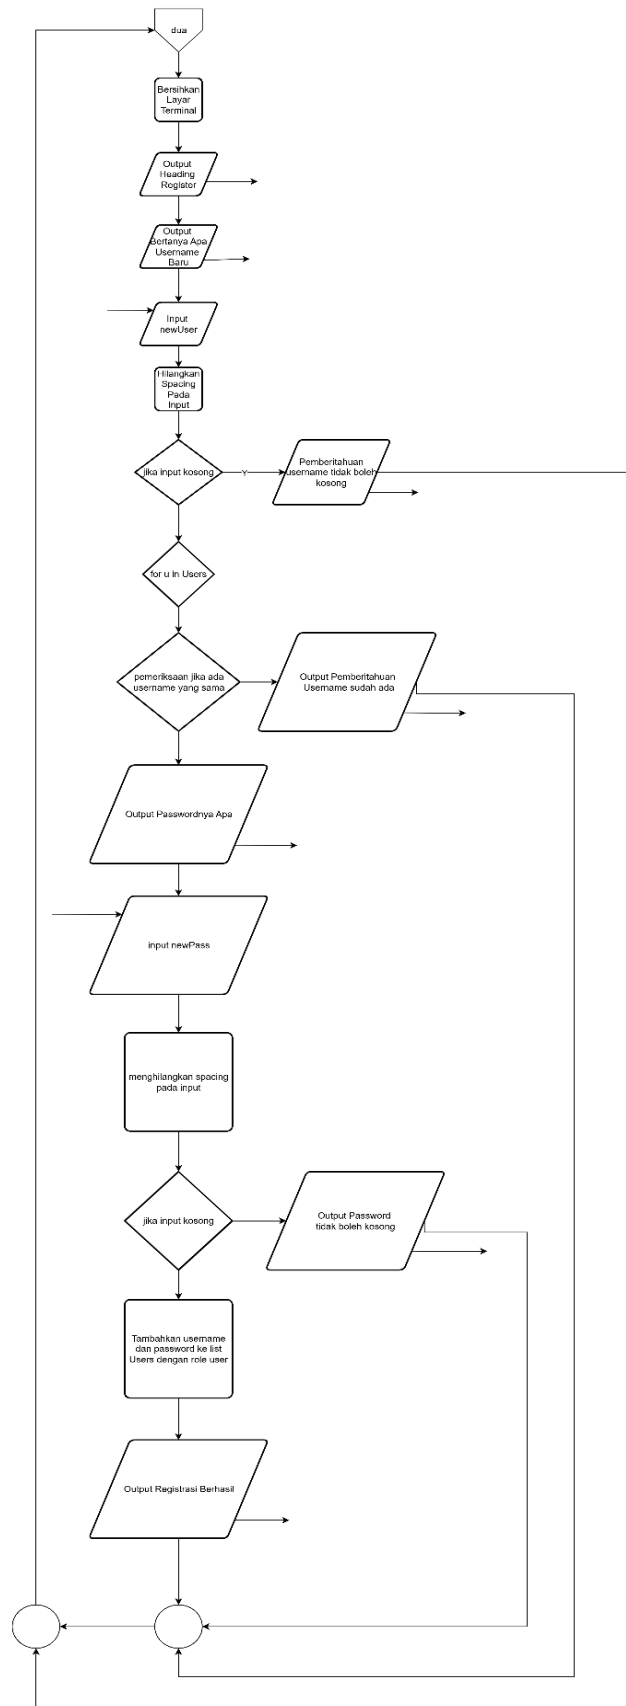 dua
Bersihkan
Layar
Terminal
Output
Heading
Register
Output
Bertanya Apa
Username
Baru
Input
newUser
Hilangkan
Spacing
Pada
Input
jika input kosong
Y
Pemberitahuan
username tidak boleh
kosong
for u in Users
pemeriksaan jika ada
username yang sama
Output Pemberitahuan
Username sudah ada
Output Passwordnya Apa
input newPass
menghilangkan spacing
pada input
jika input kosong
Output Password
tidak boleh kosong
Tambahkan username
dan password ke list
Users dengan role user
Output Registrasi Berhasil